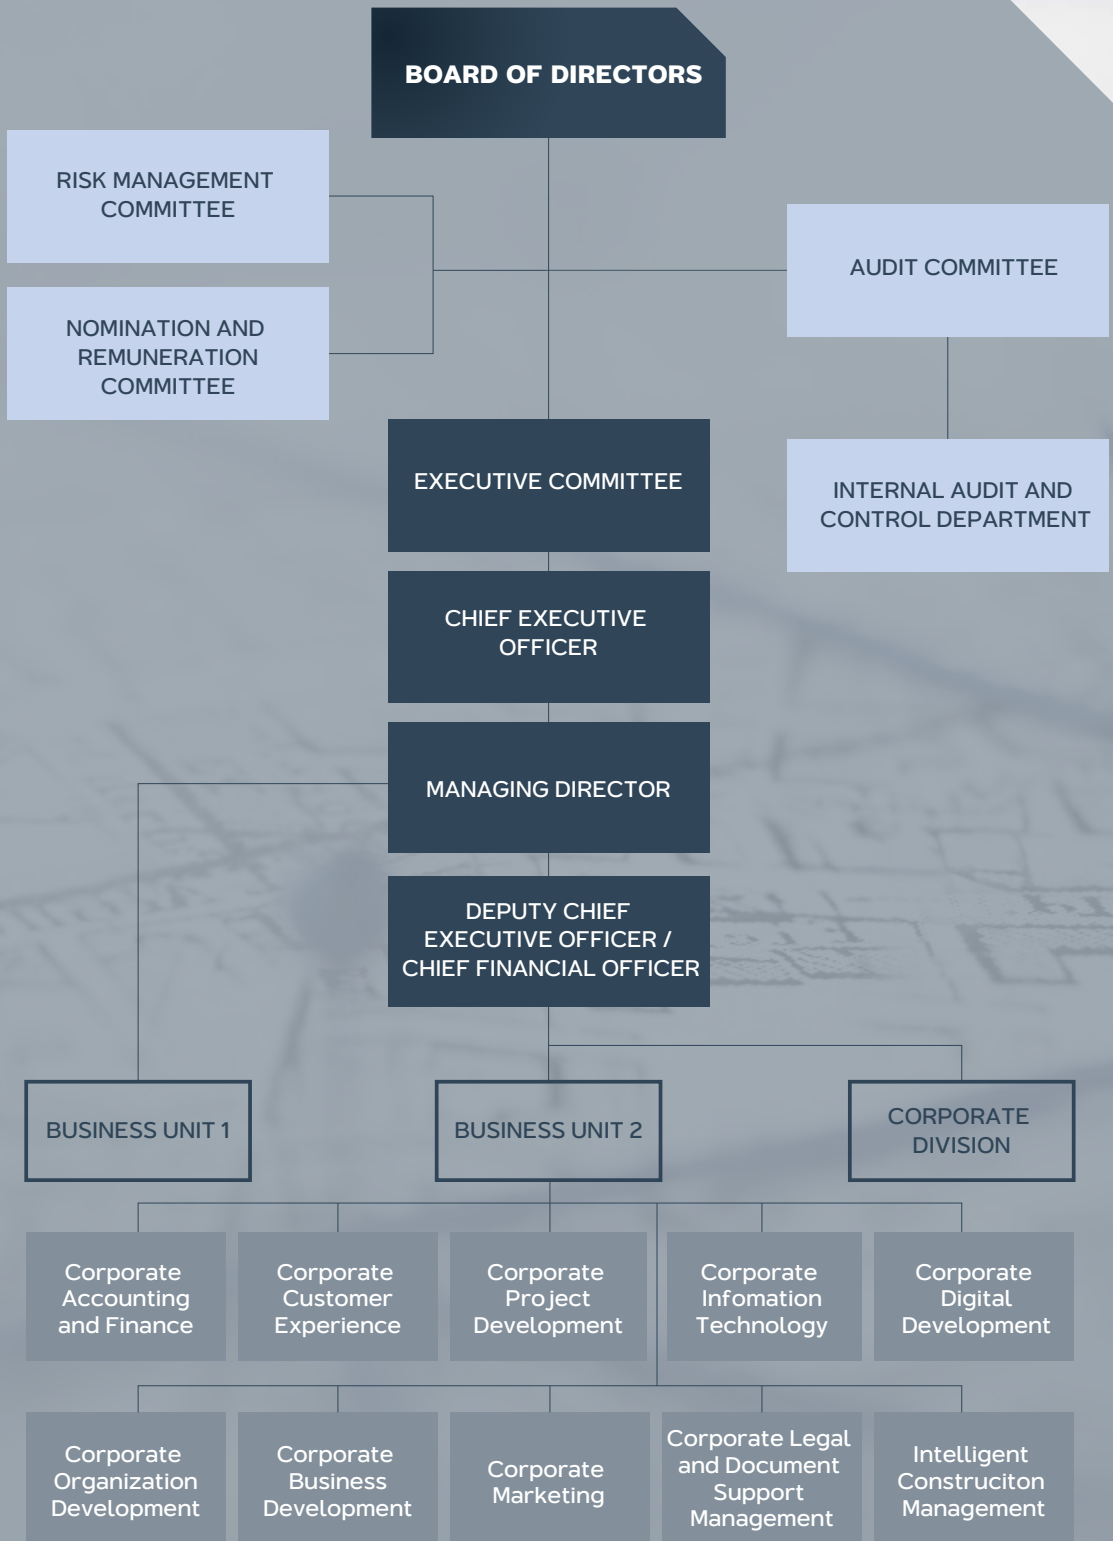 BOARD OF DIRECTORS
RISK MANAGEMENT
COMMITTEE
AUDIT COMMITTEE
NOMINATION AND
REMUNERATION
COMMITTEE
EXECUTIVE COMMITTEE
INTERNAL AUDIT AND
CONTROL DEPARTMENT
CHIEF EXECUTIVE
OFFICER
MANAGING DIRECTOR
DEPUTY CHIEF
EXECUTIVE OFFICER /
CHIEF FINANCIAL OFFICER
BUSINESS UNIT 1
BUSINESS UNIT 2
CORPORATE
DIVISION
Corporate
Accounting
and Finance
Corporate
Customer
Experience
Corporate
Project
Development
Corporate
Infomation
Technology
Corporate
Digital
Development
Corporate
Organization
Development
Corporate
Business
Development
Corporate
Marketing
Corporate Legal
and Document
Support
Management
Intelligent
Construciton
Management